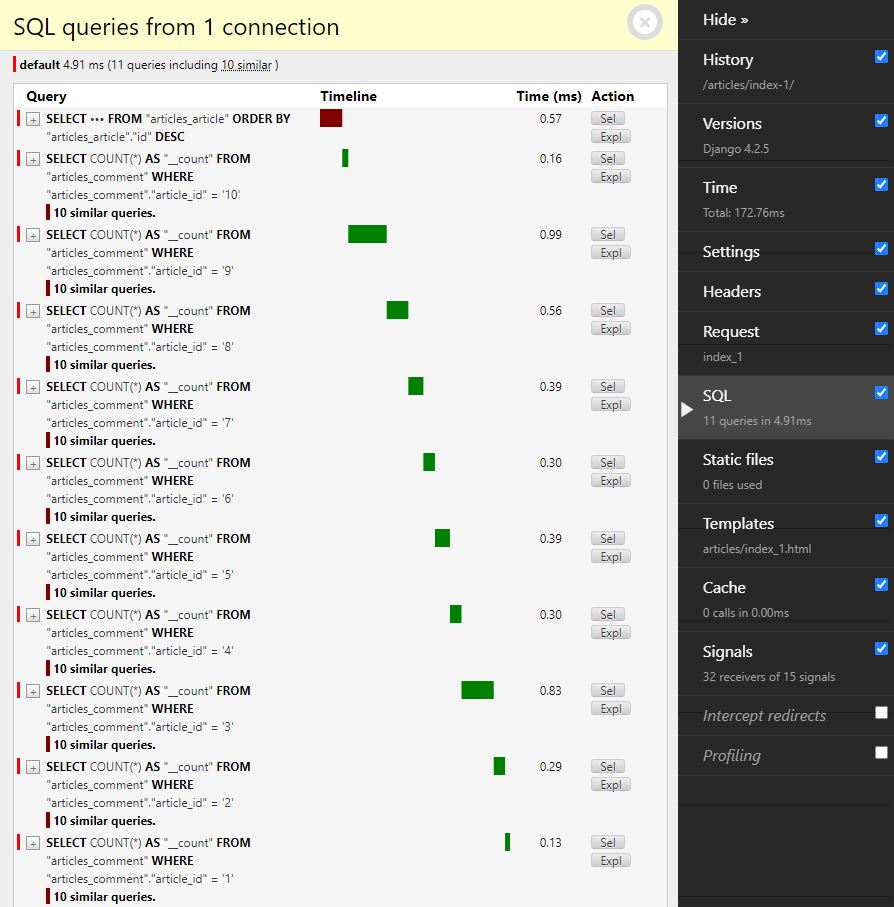 SQL queries from 1 connection
default 4.91 ms (11 queries including 10 similar )
Query Timeline Time (ms) Action
+ SELECT ••• FROM "articles_article" ORDER BY 0.57 Sel
"articles_article"."id" DESC Expl
+ SELECT COUNT(*) AS "__count" FROM 0.16 Sel
"articles_comment" WHERE Expl
"articles_comment"."article_id" = '10'
10 similar queries.
+ SELECT COUNT(*) AS "__count" FROM 0.99 Sel
"articles_comment" WHERE Expl
"articles_comment"."article_id" = '9'
10 similar queries.
+ SELECT COUNT(*) AS "__count" FROM 0.56 Sel
"articles_comment" WHERE Expl
"articles_comment"."article_id" = '8'
10 similar queries.
+ SELECT COUNT(*) AS "__count" FROM 0.39 Sel
"articles_comment" WHERE Expl
"articles_comment"."article_id" = '7'
10 similar queries.
+ SELECT COUNT(*) AS "__count" FROM 0.30 Sel
"articles_comment" WHERE Expl
"articles_comment"."article_id" = '6'
10 similar queries.
+ SELECT COUNT(*) AS "__count" FROM 0.39 Sel
"articles_comment" WHERE Expl
"articles_comment"."article_id" = '5'
10 similar queries.
+ SELECT COUNT(*) AS "__count" FROM 0.30 Sel
"articles_comment" WHERE Expl
"articles_comment"."article_id" = '4'
10 similar queries.
+ SELECT COUNT(*) AS "__count" FROM 0.83 Sel
"articles_comment" WHERE Expl
"articles_comment"."article_id" = '3'
10 similar queries.
+ SELECT COUNT(*) AS "__count" FROM 0.29 Sel
"articles_comment" WHERE Expl
"articles_comment"."article_id" = '2'
10 similar queries.
+ SELECT COUNT(*) AS "__count" FROM 0.13 Sel
"articles_comment" WHERE Expl
"articles_comment"."article_id" = '1'
10 similar queries.
Hide »
History
/articles/index-1/
Versions
Django 4.2.5
Time
Total: 172.76ms
Settings
Headers
Request
index_1
SQL
11 queries in 4.91ms
Static files
0 files used
Templates
articles/index_1.html
Cache
0 calls in 0.00ms
Signals
32 receivers of 15 signals
Intercept redirects
Profiling